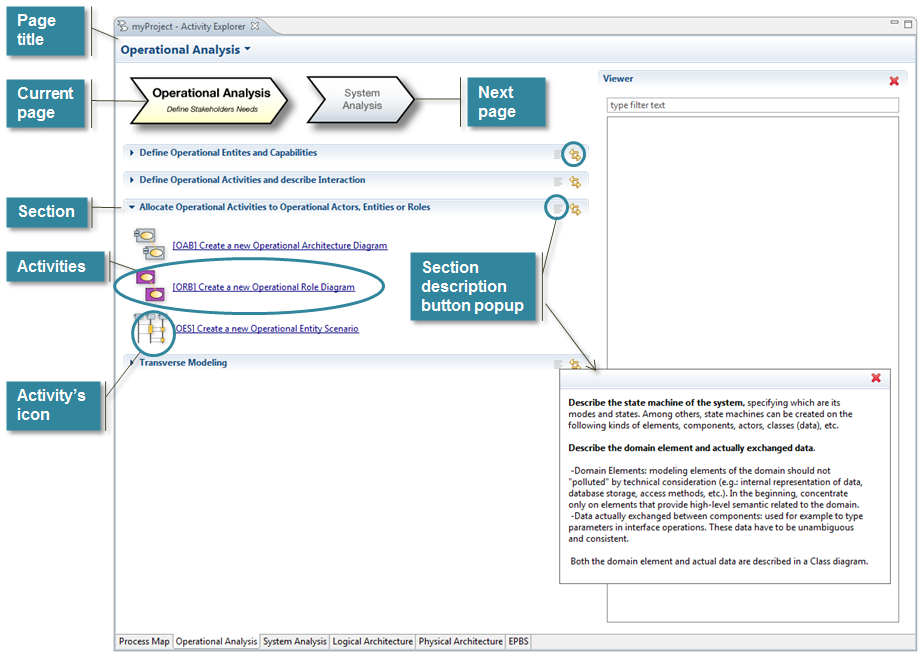 Page
title
myProject - Activity Explorer
Operational Analysis
Current
page
Operational Analysis
Define Stakeholders Needs
System
Analysis
Next
page
Viewer
type filter text
Define Operational Entites and Capabilities
Define Operational Activities and describe Interaction
Section
Allocate Operational Activities to Operational Actors, Entities or Roles
Activities
[OAB] Create a new Operational Architecture Diagram
[ORB] Create a new Operational Role Diagram
OES] Create a new Operational Entity Scenario
Section
description
button popup
Transverse Modeling
Activity's
icon
Describe the state machine of the system, specifying which are its
modes and states. Among others, state machines can be created on the
following kinds of elements, components, actors, classes (data), etc.
Describe the domain element and actually exchanged data.
-Domain Elements: modeling elements of the domain should not
"polluted" by technical consideration (e.g.: internal representation of data,
database storage, access methods, etc.). In the beginning, concentrate
only on elements that provide high-level semantic related to the domain.
-Data actually exchanged between components: used for example to type
parameters in interface operations. These data have to be unambiguous
and consistent.
Both the domain element and actual data are described in a Class diagram.
Process Map Operational Analysis System Analysis Logical Architecture Physical Architecture EPBS